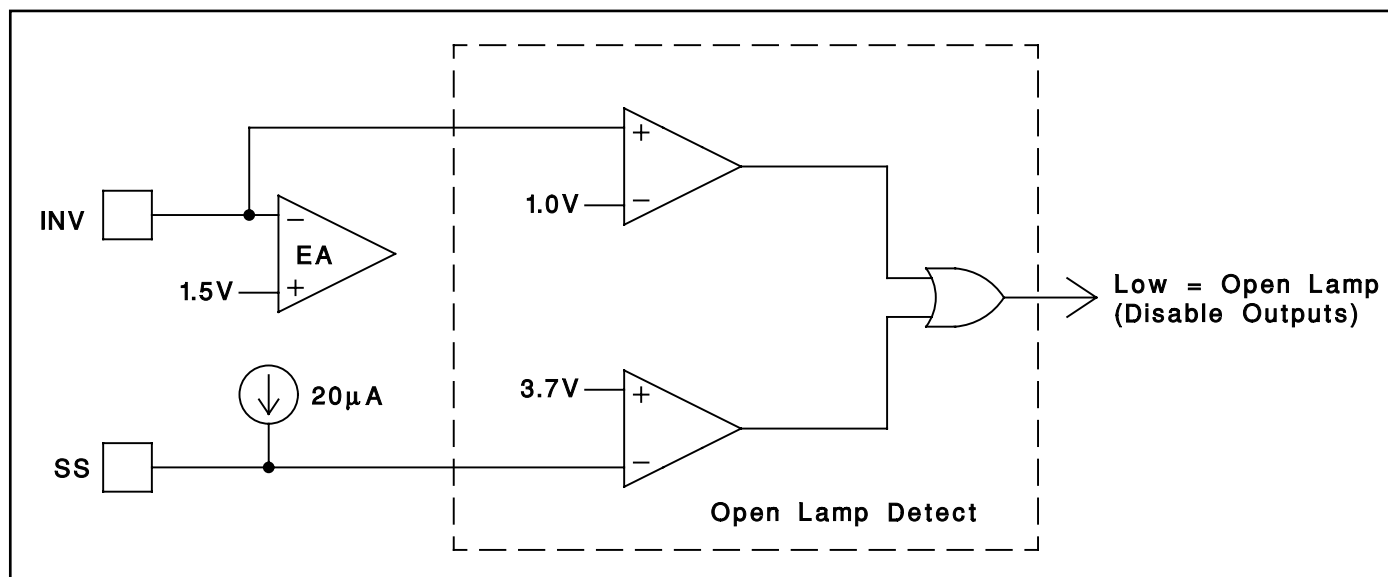 INV
−
EA
1.5V
+
+
1.0V
−
20µA
SS
3.7V
+
−
Low = Open Lamp
(Disable Outputs)
Open Lamp Detect